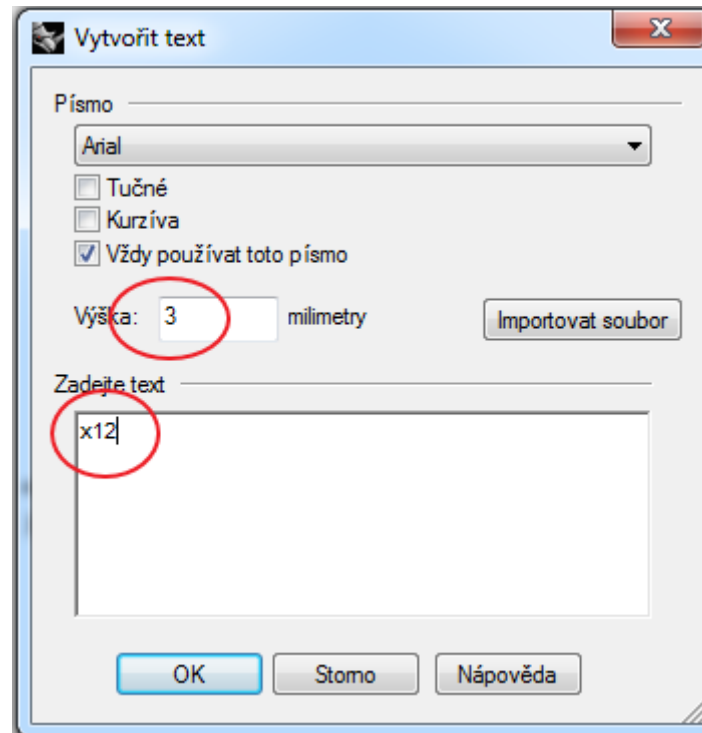 Vytvořit text
Písmo
Arial
Tučné
Kurzíva
Vždy používat toto písmo
Výška: 3 milimetry Importovat soubor
Zadejte text
x12
OK Storno Nápověda